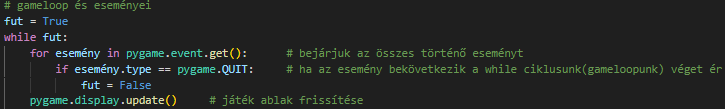 # gameloop és eseményei
fut = True
while fut:
    for esemény in pygame.event.get():      # bejárjuk az összes történő eseményt
        if esemény.type == pygame.QUIT:     # ha az esemény bekövetkezik a while ciklusunk(gameloopunk) véget ér
            fut = False
    pygame.display.update()     # játék ablak frissítése